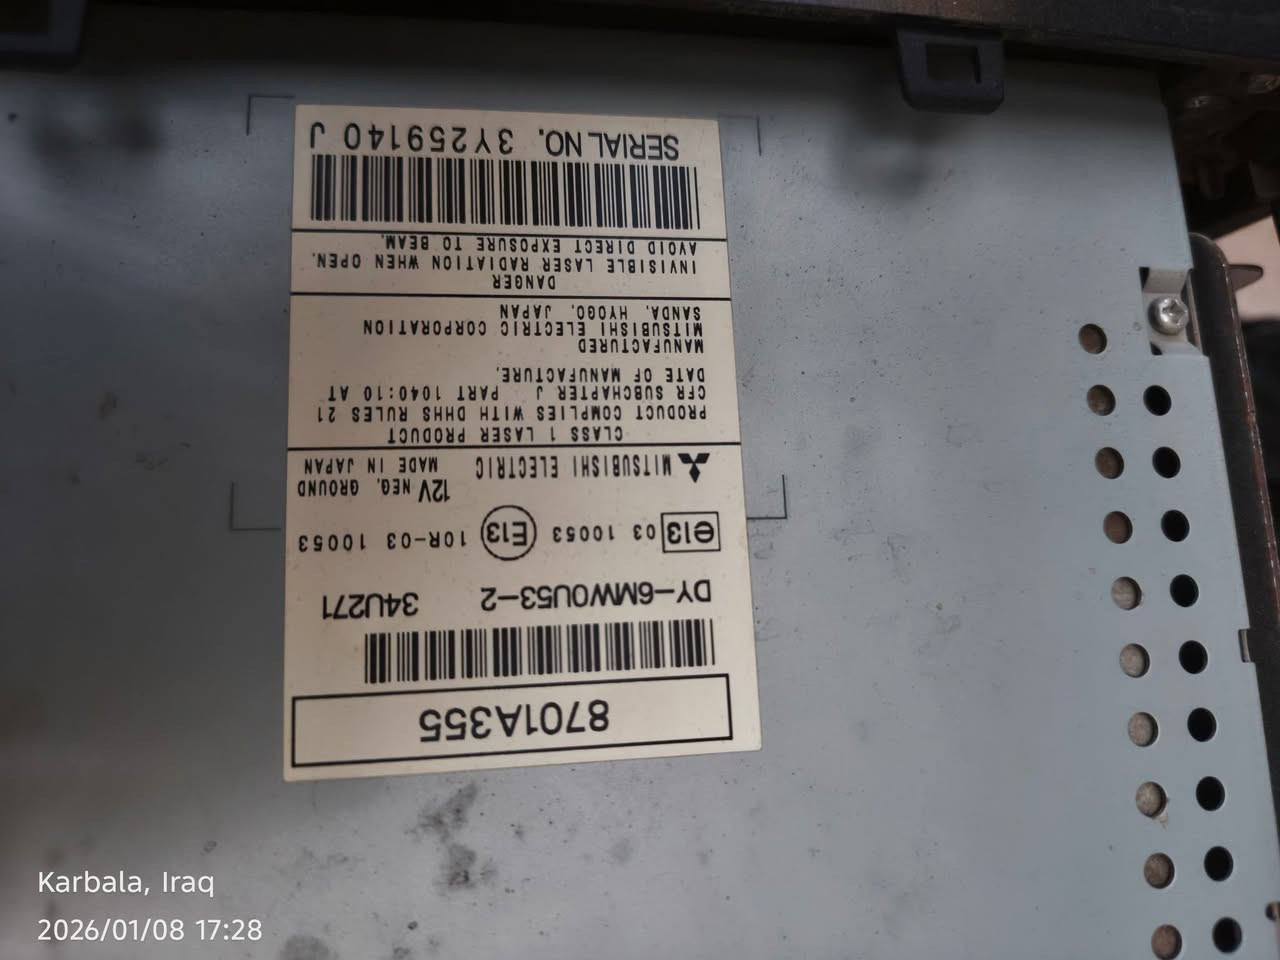 8701A355
DY-6MW0U53-2 34U271
e13 03 10053 E13 10R-03 10053
12V NEG. GROUND
MITSUBISHI ELECTRIC MADE IN JAPAN
CLASS 1 LASER PRODUCT
PRODUCT COMPLIES WITH DHHS RULES 21
CFR SUBCHAPTER J PART 1040:10 AT
DATE OF MANUFACTURE.
MANUFACTURED
MITSUBISHI ELECTRIC CORPORATION
SANDA, HYOGO, JAPAN
DANGER
INVISIBLE LASER RADIATION WHEN OPEN.
AVOID DIRECT EXPOSURE TO BEAM.
SERIAL NO. 3Y259140 J
Karbala, Iraq
2026/01/08 17:28